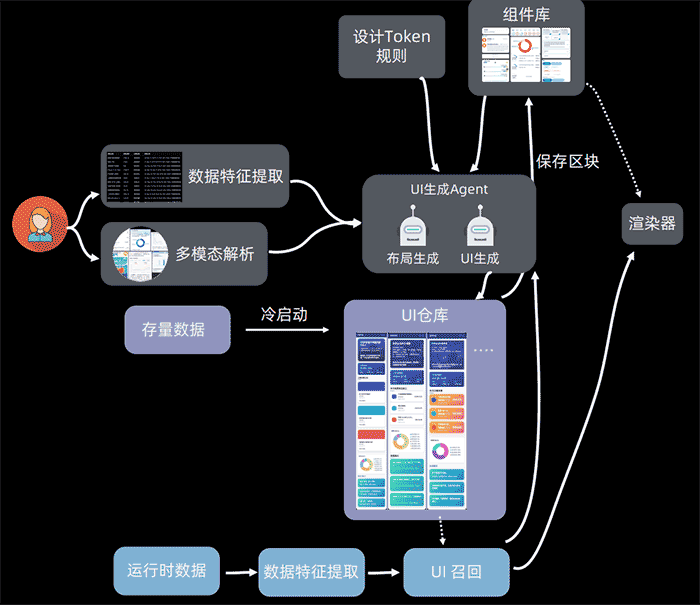 设计Token
规则
组件库
保存区块
数据特征提取
UI生成Agent
布局生成
UI生成
渲染器
多模态解析
存量数据
冷启动
UI仓库
运行时数据
数据特征提取
UI 召回